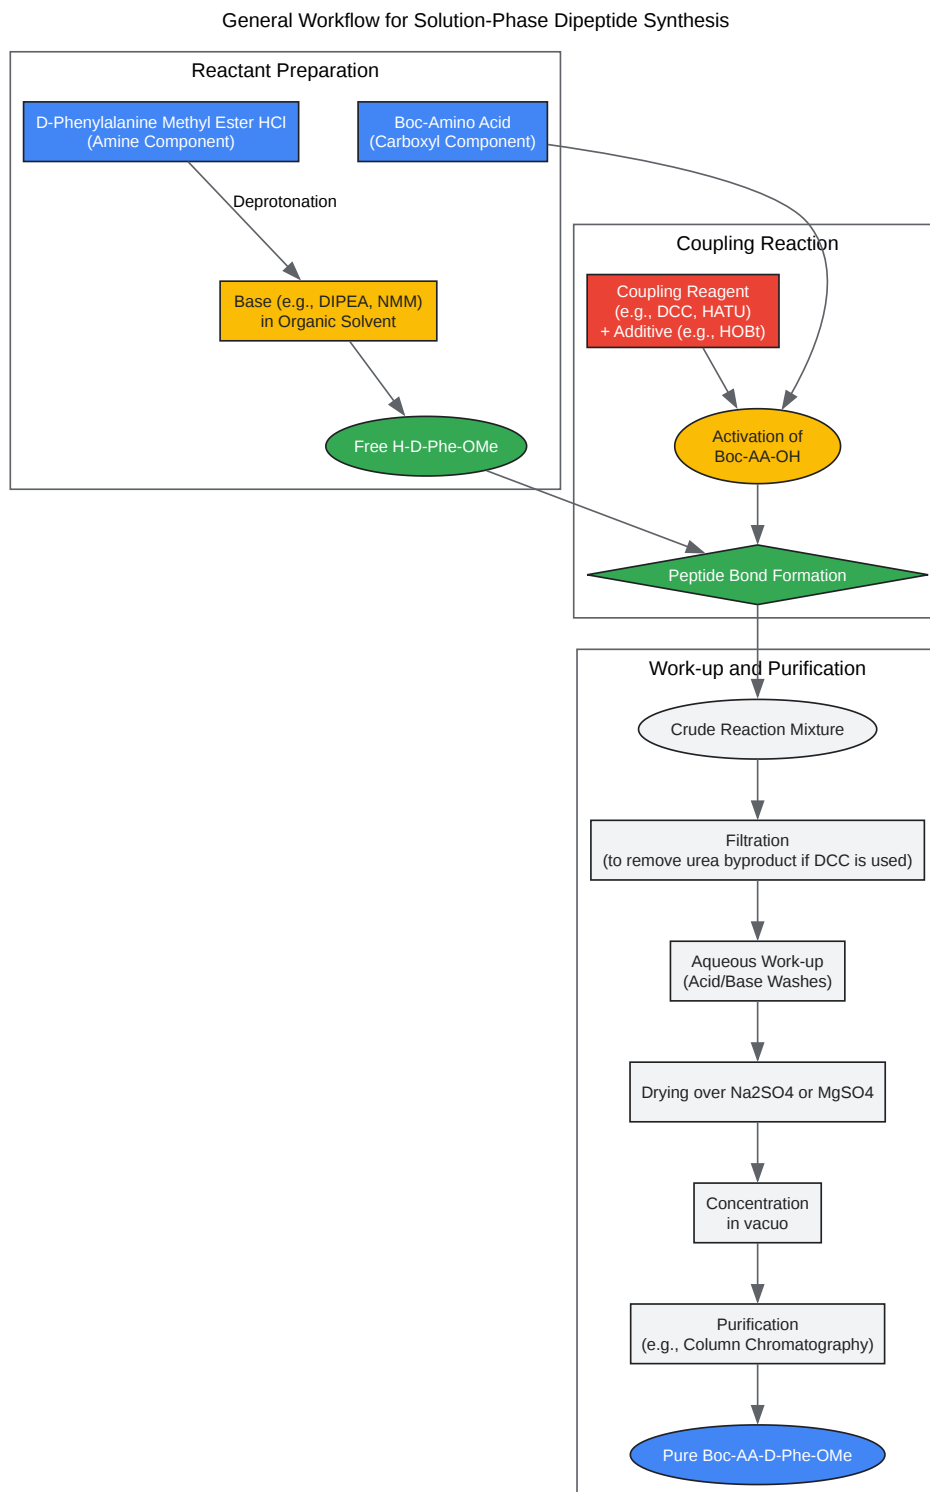 General Workflow for Solution-Phase Dipeptide Synthesis
Reactant Preparation
D-Phenylalanine Methyl Ester HCl
(Amine Component)
Boc-Amino Acid
(Carboxyl Component)
Deprotonation
Base (e.g., DIPEA, NMM)
in Organic Solvent
Free H-D-Phe-OMe
Coupling Reaction
Coupling Reagent
(e.g., DCC, HATU)
+ Additive (e.g., HOBt)
Activation of
Boc-AA-OH
Peptide Bond Formation
Work-up and Purification
Crude Reaction Mixture
Filtration
(to remove urea byproduct if DCC is used)
Aqueous Work-up
(Acid/Base Washes)
Drying over Na2SO4 or MgSO4
Concentration
in vacuo
Purification
(e.g., Column Chromatography)
Pure Boc-AA-D-Phe-OMe